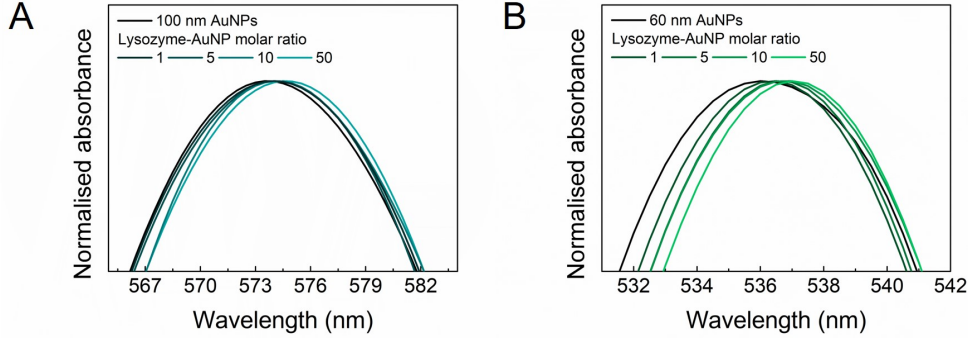 A
100 nm AuNPs
Lysozyme-AuNP molar ratio
1 5 10 50
Normalised absorbance
567 570 573 576 579 582
Wavelength (nm)
B
60 nm AuNPs
Lysozyme-AuNP molar ratio
1 5 10 50
Normalised absorbance
532 534 536 538 540 542
Wavelength (nm)